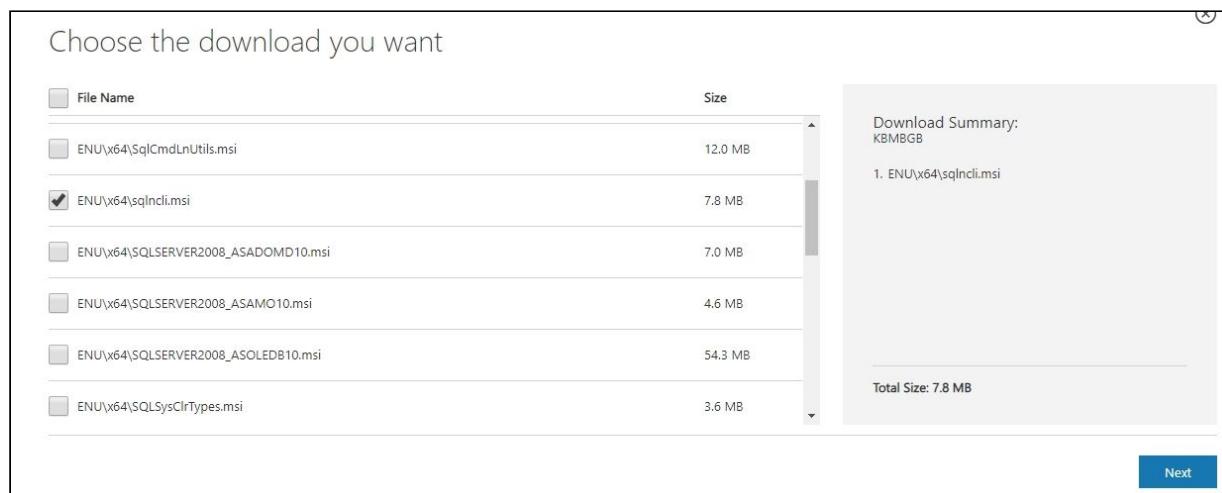 Choose the download you want
File Name Size
ENU\x64\SqlCmdLnUtils.msi 12.0 MB
ENU\x64\sqlncli.msi 7.8 MB
ENU\x64\SQLSERVER2008_ASADOMD10.msi 7.0 MB
ENU\x64\SQLSERVER2008_ASAMO10.msi 4.6 MB
ENU\x64\SQLSERVER2008_ASOLEDB10.msi 54.3 MB
ENU\x64\SQLSysClrTypes.msi 3.6 MB
Download Summary:
KBMBGB
1. ENU\x64\sqlncli.msi
Total Size: 7.8 MB
Next